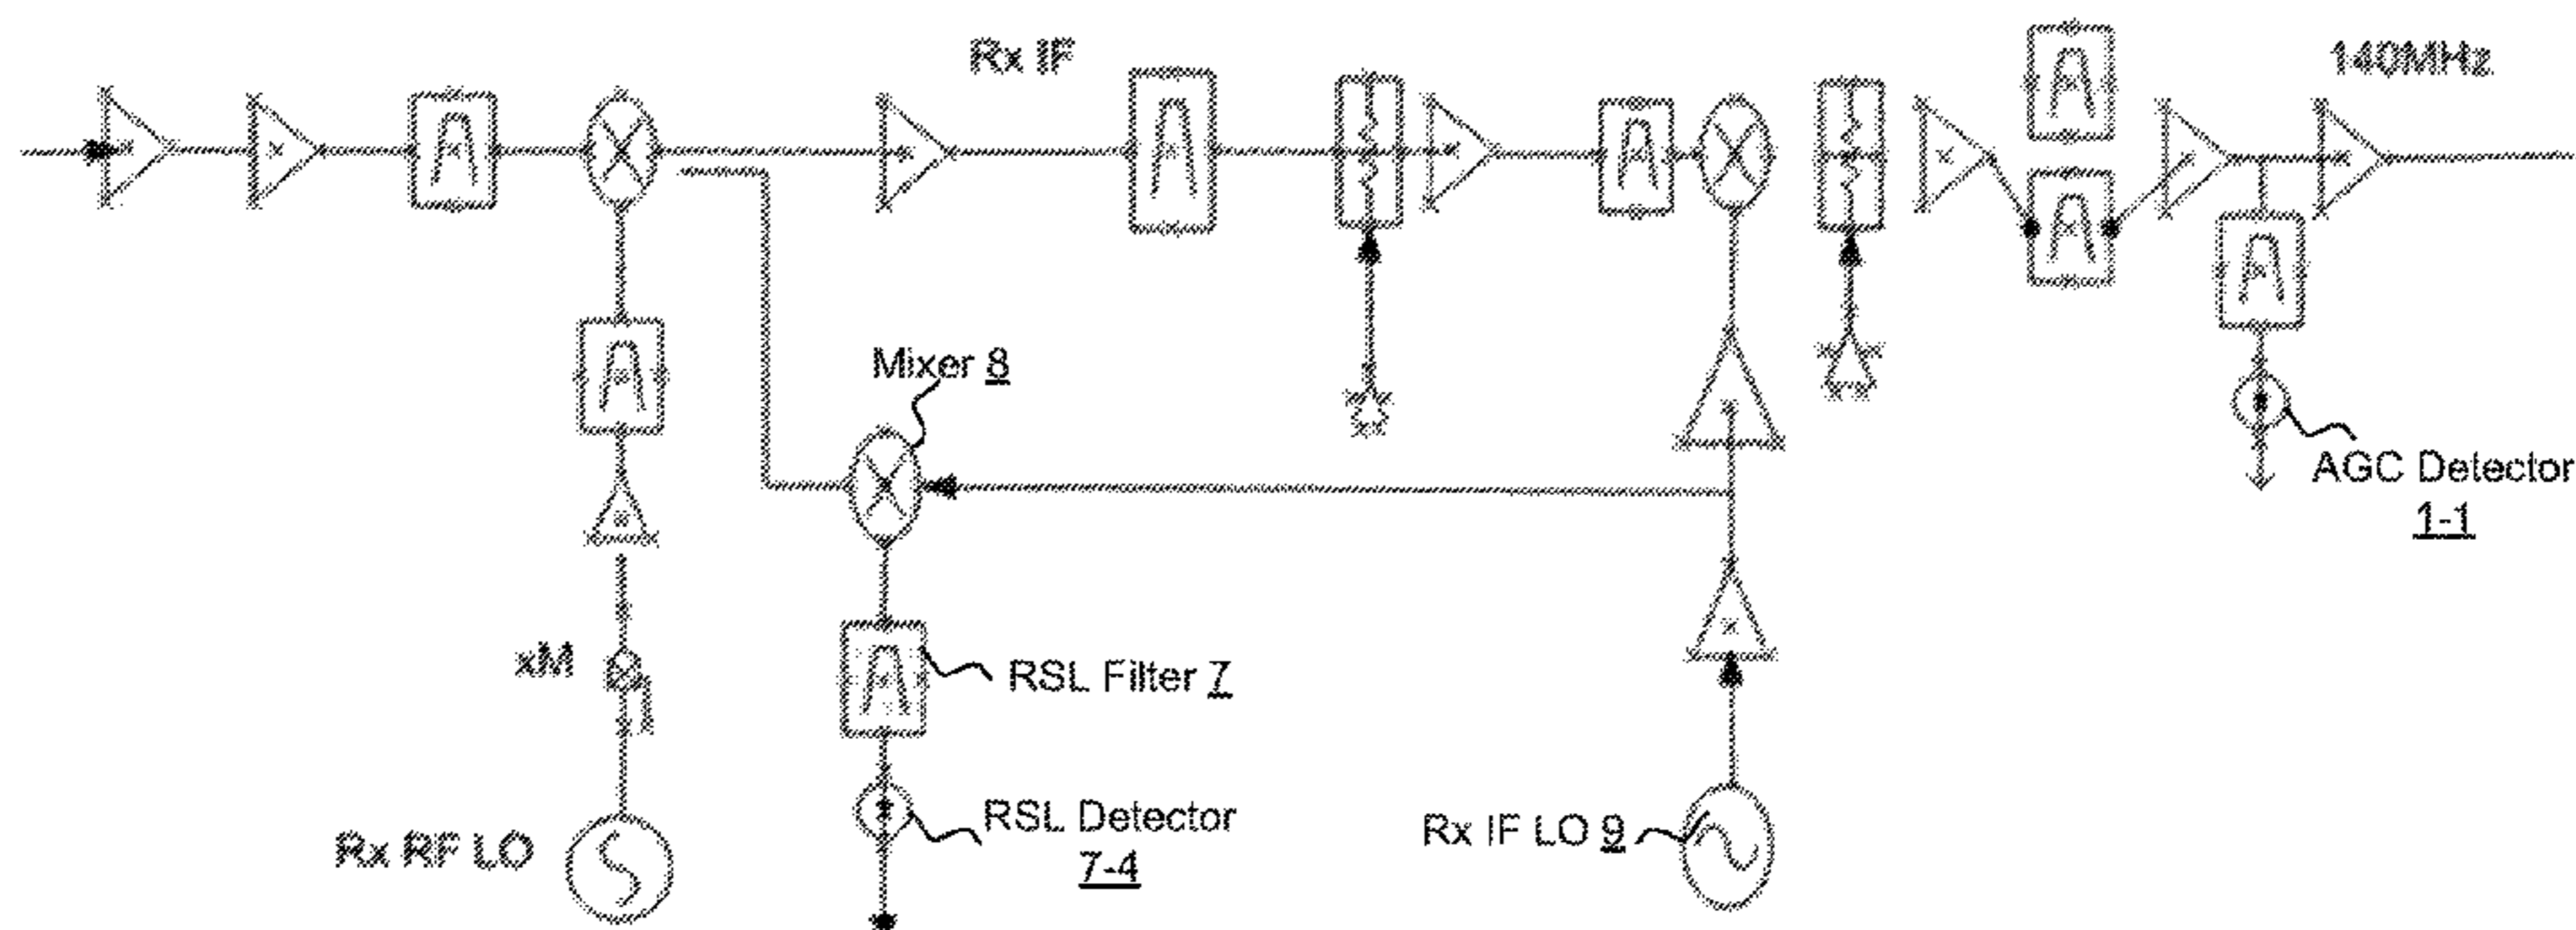 Rx IF
140MHz
Mixer 8
AGC Detector
1-1
xM
RSL Filter 7
Rx RF LO
RSL Detector
7-4
Rx IF LO 9